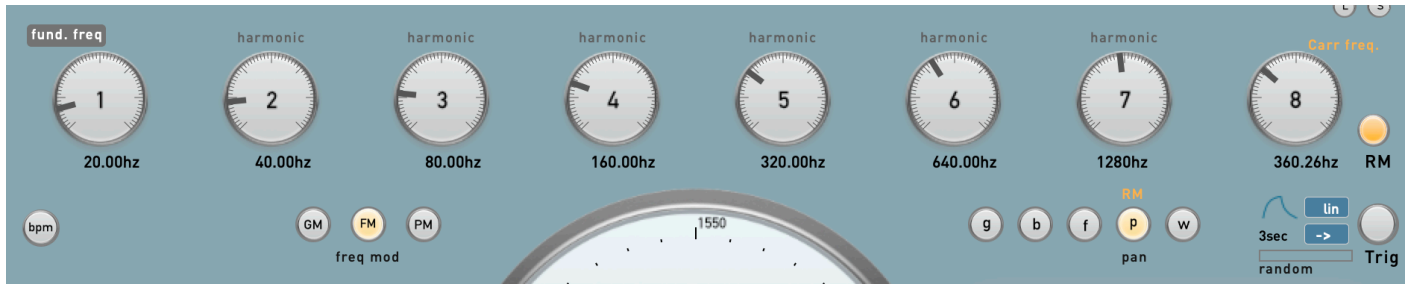 L S
fund. freq harmonic harmonic harmonic harmonic harmonic harmonic Carr freq.
1 2 3 4 5 6 7 8
20.00hz 40.00hz 80.00hz 160.00hz 320.00hz 640.00hz 1280hz 360.26hz RM
RM
bpm GM FM PM 1550 g b f p w lin
3sec ->
freq mod pan Trig
random